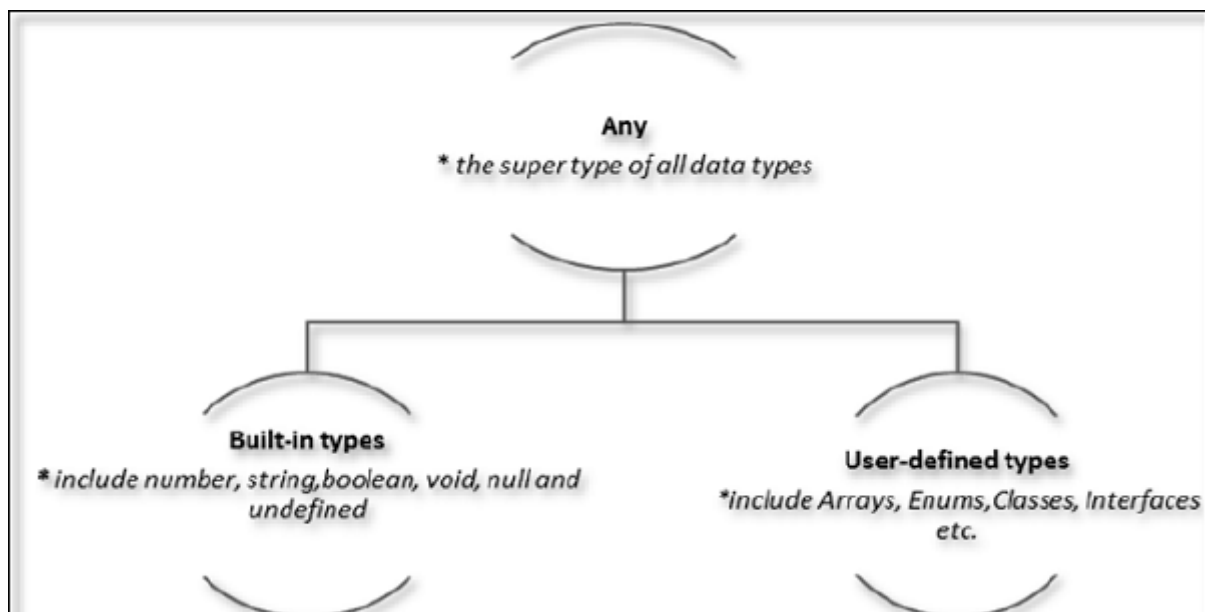 Any
* the super type of all data types
Built-in types
* include number, string,boolean, void, null and
undefined
User-defined types
*include Arrays, Enums,Classes, Interfaces
etc.